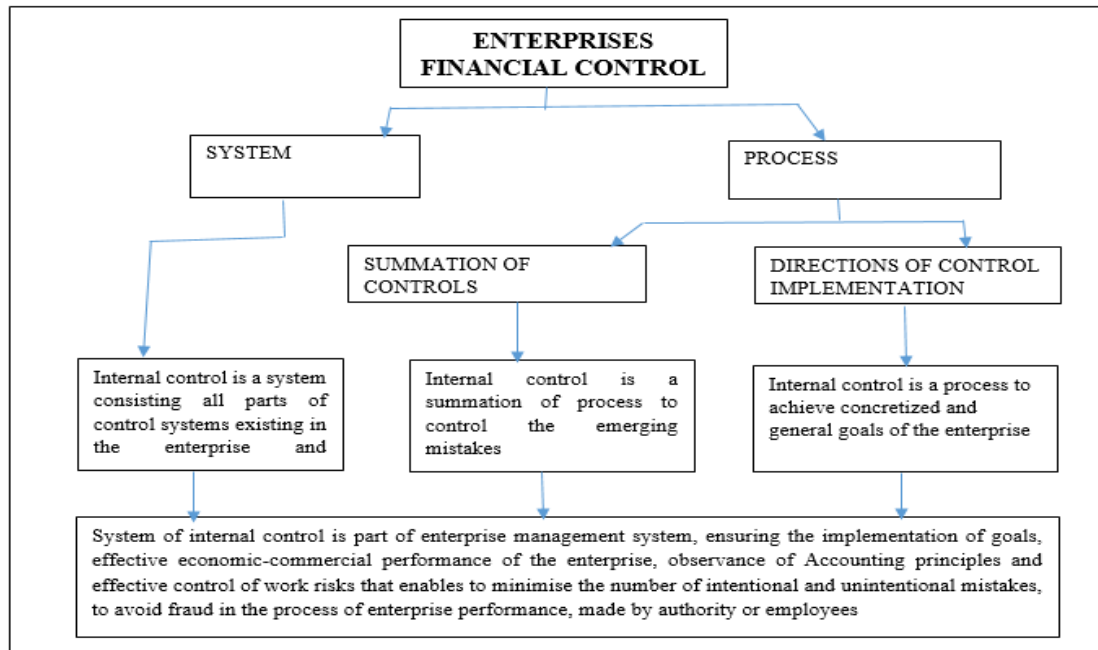 ENTERPRISES
FINANCIAL CONTROL
SYSTEM
PROCESS
SUMMATION OF
CONTROLS
DIRECTIONS OF CONTROL
IMPLEMENTATION
Internal control is a system
consisting all parts of
control systems existing in
the enterprise and
Internal control is a
summation of process to
control the emerging
mistakes
Internal control is a process to
achieve concretized and
general goals of the enterprise
System of internal control is part of enterprise management system, ensuring the implementation of goals,
effective economic-commercial performance of the enterprise, observance of Accounting principles and
effective control of work risks that enables to minimise the number of intentional and unintentional mistakes,
to avoid fraud in the process of enterprise performance, made by authority or employees